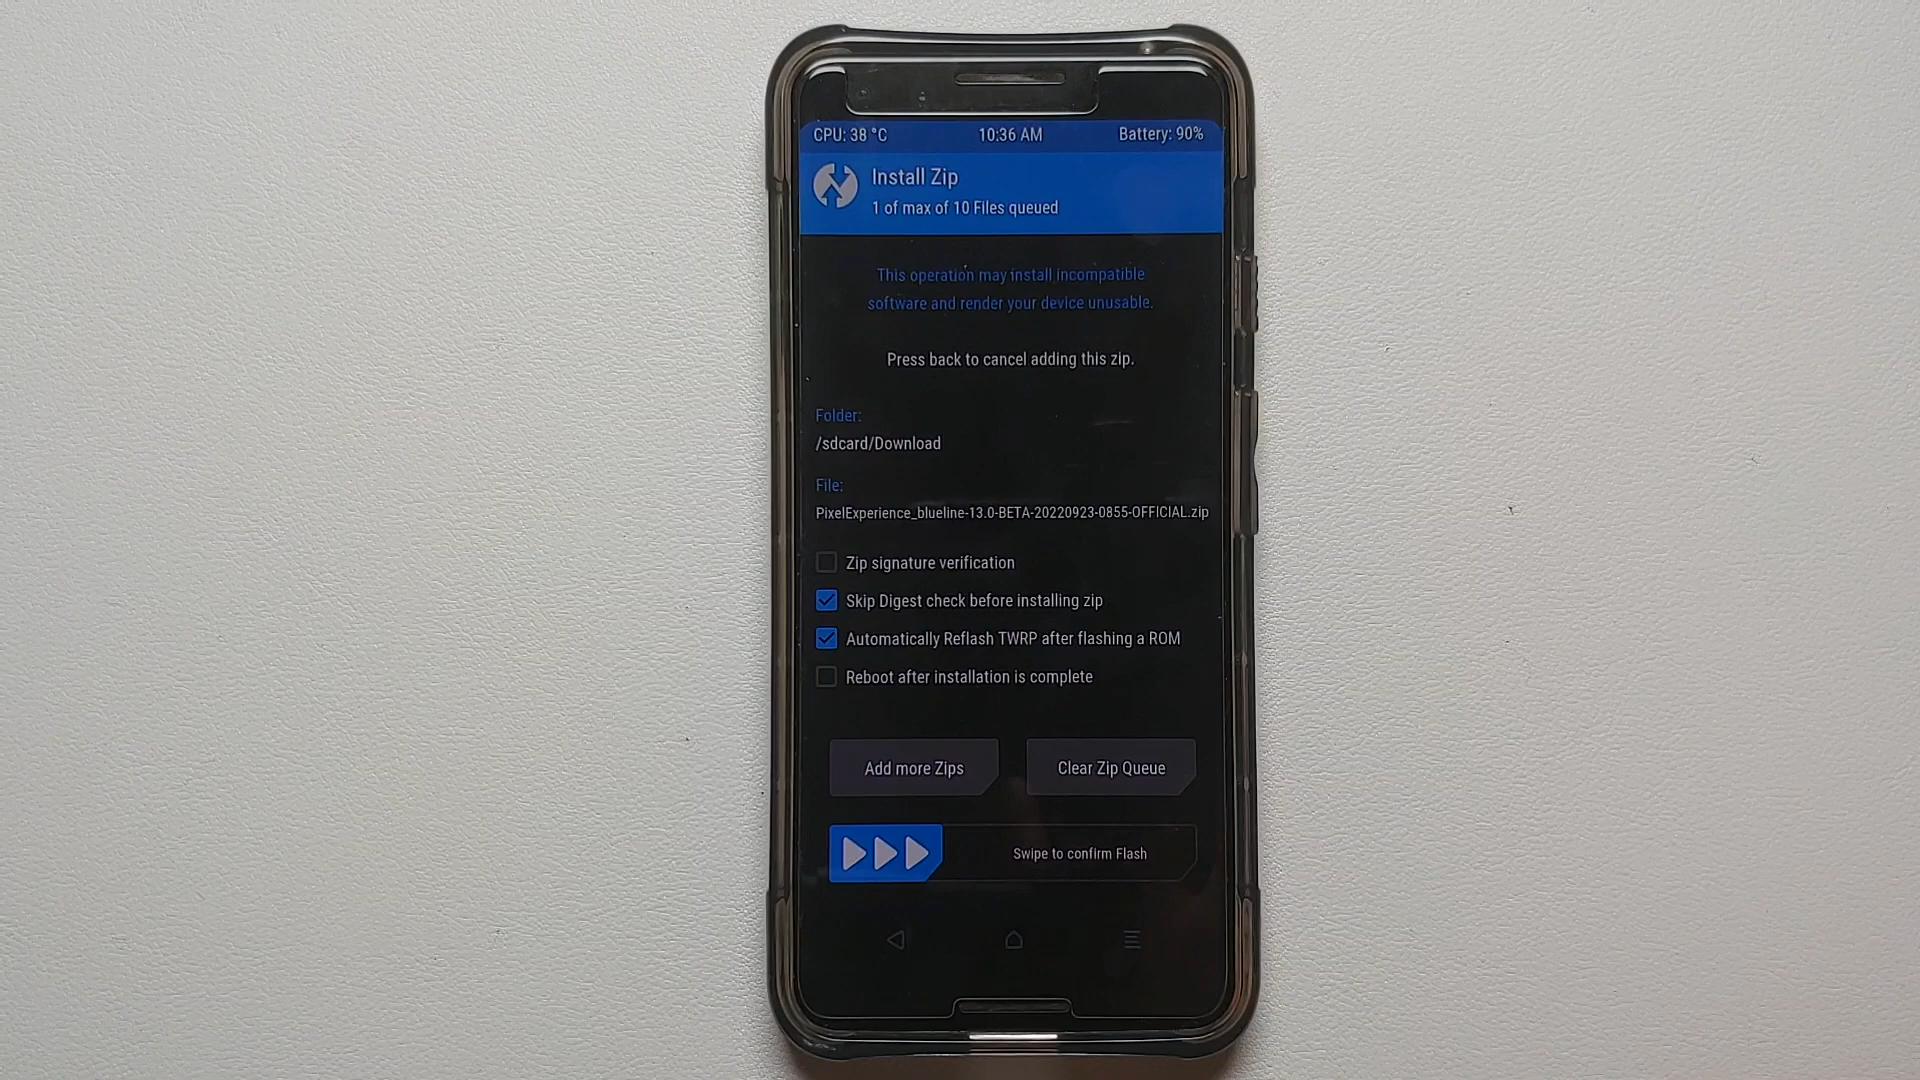 CPU: 38 °C 10:36 AM Battery: 90%
Install Zip
1 of max of 10 Files queued
This operation may install incompatible
software and render your device unusable.
Press back to cancel adding this zip.
Folder:
/sdcard/Download
File:
PixelExperience_blueline-13.0-BETA-20220923-0855-OFFICIAL.zip
Zip signature verification
Skip Digest check before installing zip
Automatically Reflash TWRP after flashing a ROM
Reboot after installation is complete
Add more Zips Clear Zip Queue
Swipe to confirm Flash